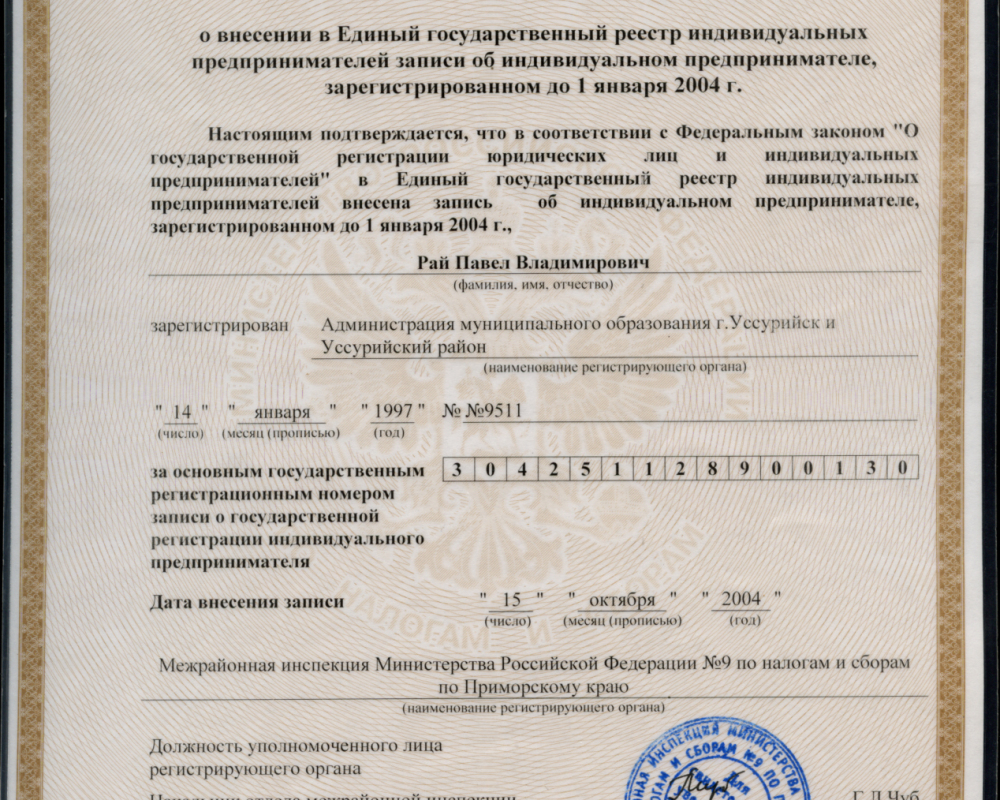 о внесении в Единый государственный реестр индивидуальных
предпринимателей записи об индивидуальном предпринимателе,
зарегистрированном до 1 января 2004 г.
Настоящим подтверждается, что в соответствии с Федеральным законом "О
государственной регистрации юридических лиц и индивидуальных
предпринимателей" в Единый государственный реестр индивидуальных
предпринимателей внесена запись об индивидуальном предпринимателе,
зарегистрированном до 1 января 2004 г.,
Рай Павел Владимирович
(фамилия, имя, отчество)
зарегистрирован Администрация муниципального образования г.Уссурийск и
Уссурийский район
(наименование регистрирующего органа)
" 14 " " января " " 1997 " № №9511
(число) (месяц (прописью) (год)
за основным государственным 3 0 4 2 5 1 1 2 8 9 0 0 1 3 0
регистрационным номером
записи о государственной
регистрации индивидуального
предпринимателя
Дата внесения записи " 15 " " октября " " 2004 "
(число) (месяц (прописью) (год)
Межрайонная инспекция Министерства Российской Федерации №9 по налогам и сборам
по Приморскому краю
(наименование регистрирующего органа)
Должность уполномоченного лица
регистрирующего органа
Начальник отдела межрайонной инспекции Г.Л.Чуб
ИНСПЕКЦИЯ МИНИСТЕРСТВА
И СБОРАМ №9 ПО